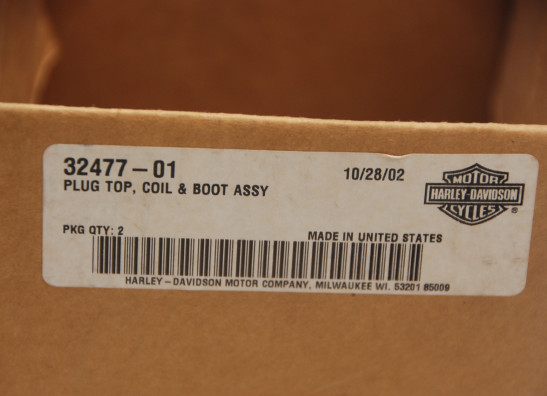 32477-01 10/28/02
PLUG TOP, COIL & BOOT ASSY
MOTOR
HARLEY-DAVIDSON
CYCLES ®
PKG QTY: 2 MADE IN UNITED STATES
HARLEY-DAVIDSON MOTOR COMPANY, MILWAUKEE WI. 53201 85009